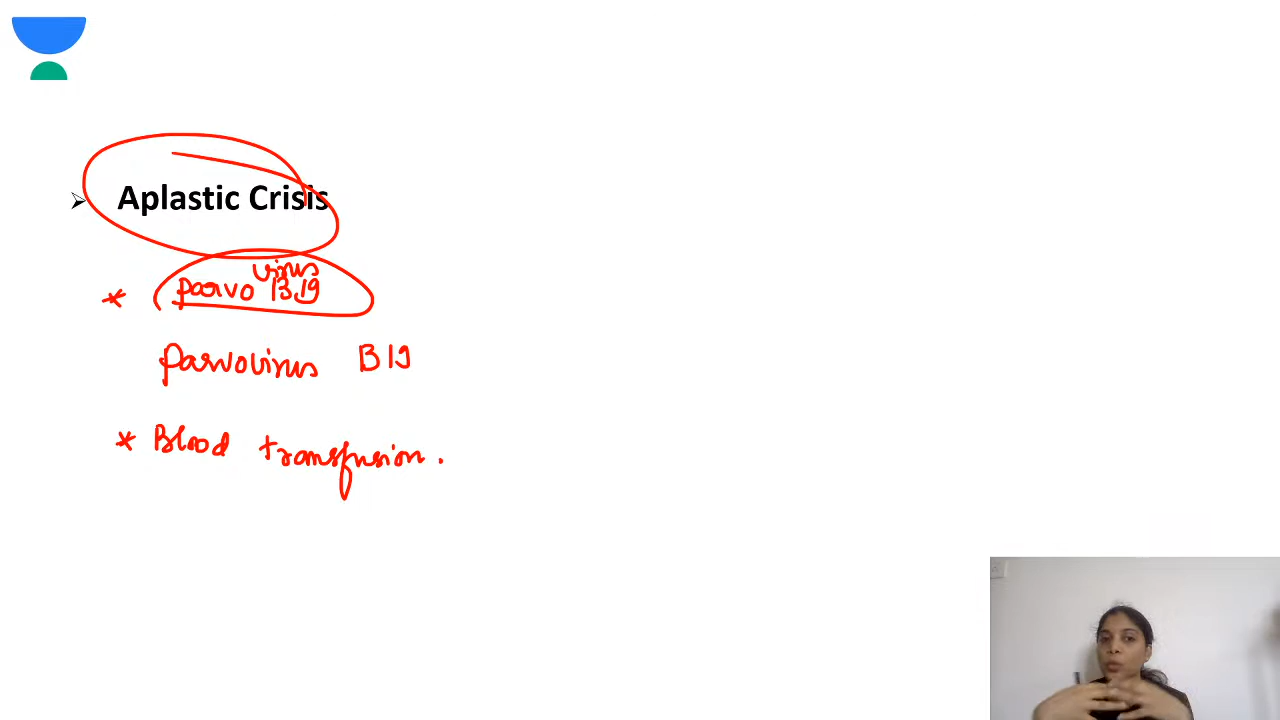 ➢ Aplastic Crisis
virus
* parvo B19
parvovirus B19
* Blood transfusion.